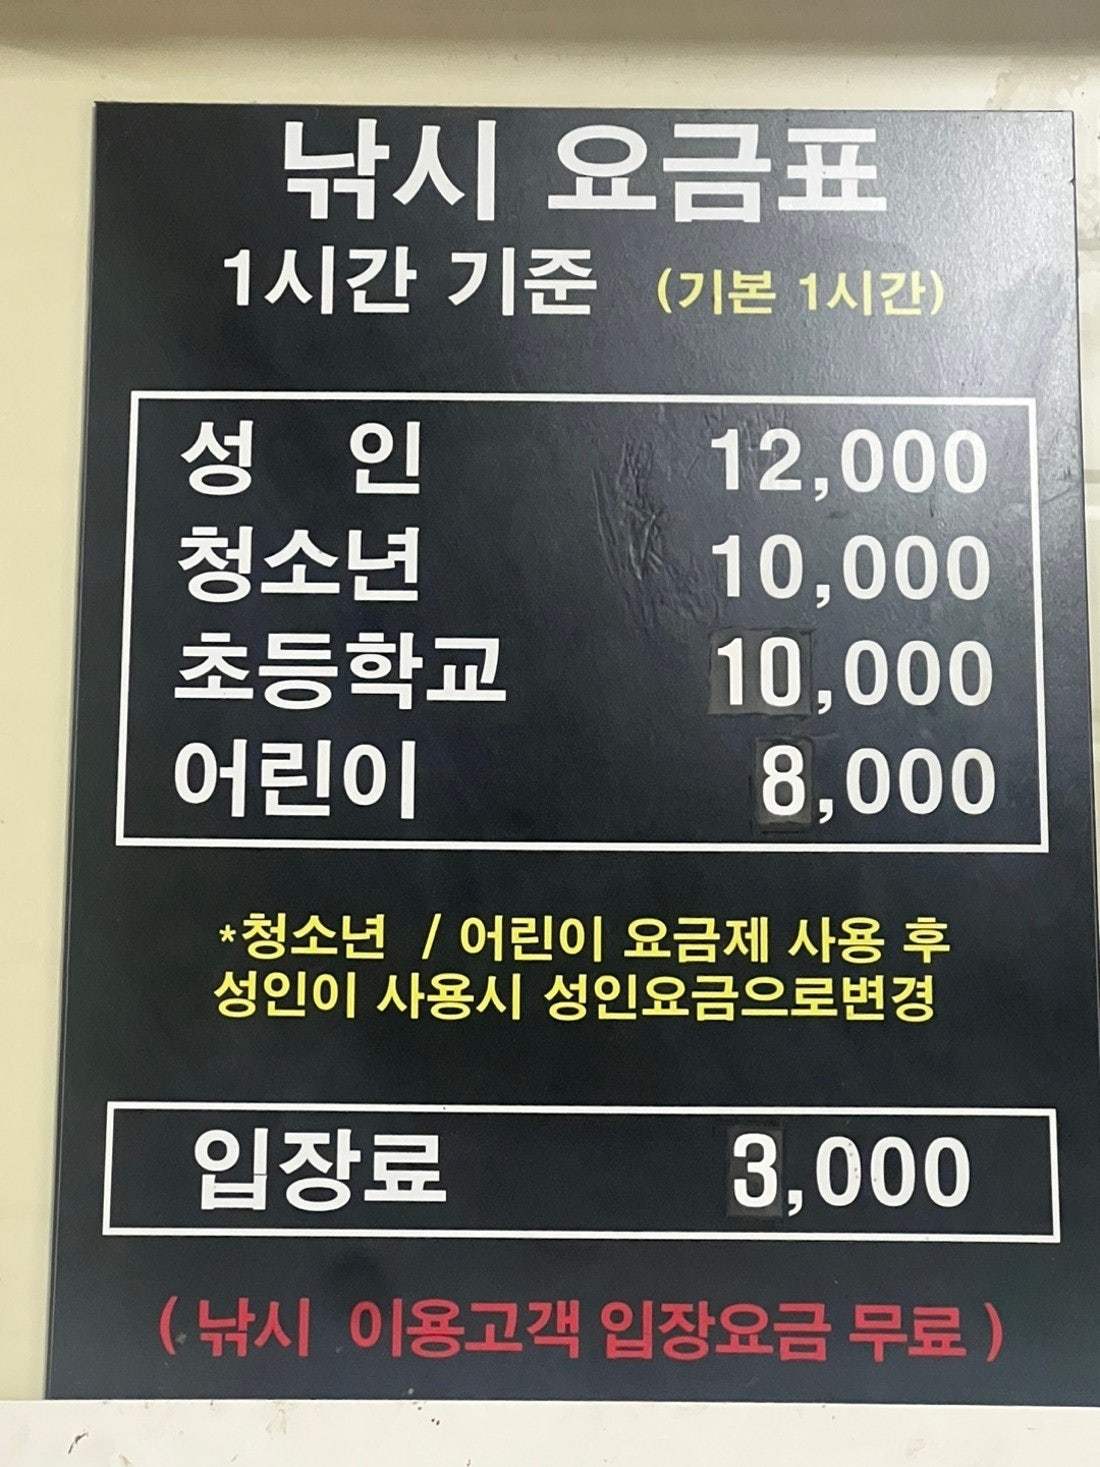 낚시 요금표
1시간 기준 (기본 1시간)
성 인 12,000
청소년 10,000
초등학교 10,000
어린이 8,000
*청소년 / 어린이 요금제 사용 후
성인이 사용시 성인요금으로변경
입장료 3,000
( 낚시 이용고객 입장요금 무료 )